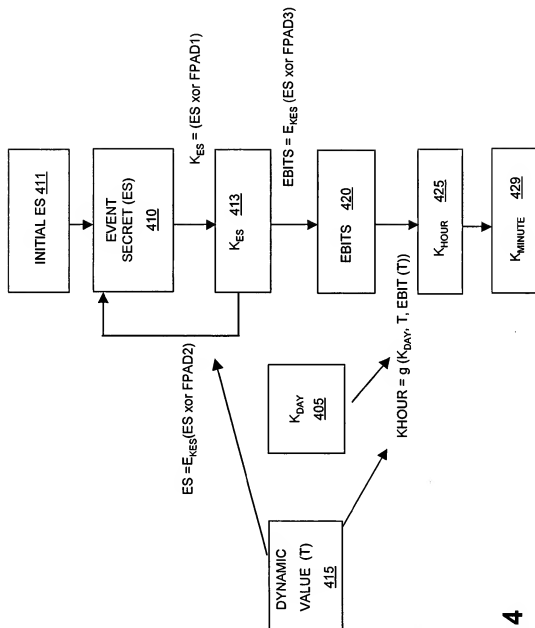 INITIAL ES 411
EVENT
SECRET (ES)
410
K_ES = (ES xor FPAD1)
K_ES 413
ES =E_KES(ES xor FPAD2)
EBITS = E_KES (ES xor FPAD3)
DYNAMIC
VALUE (T)
415
K_DAY
405
EBITS 420
KHOUR = g (K_DAY, T, EBIT (T))
K_HOUR 425
K_MINUTE 429
4